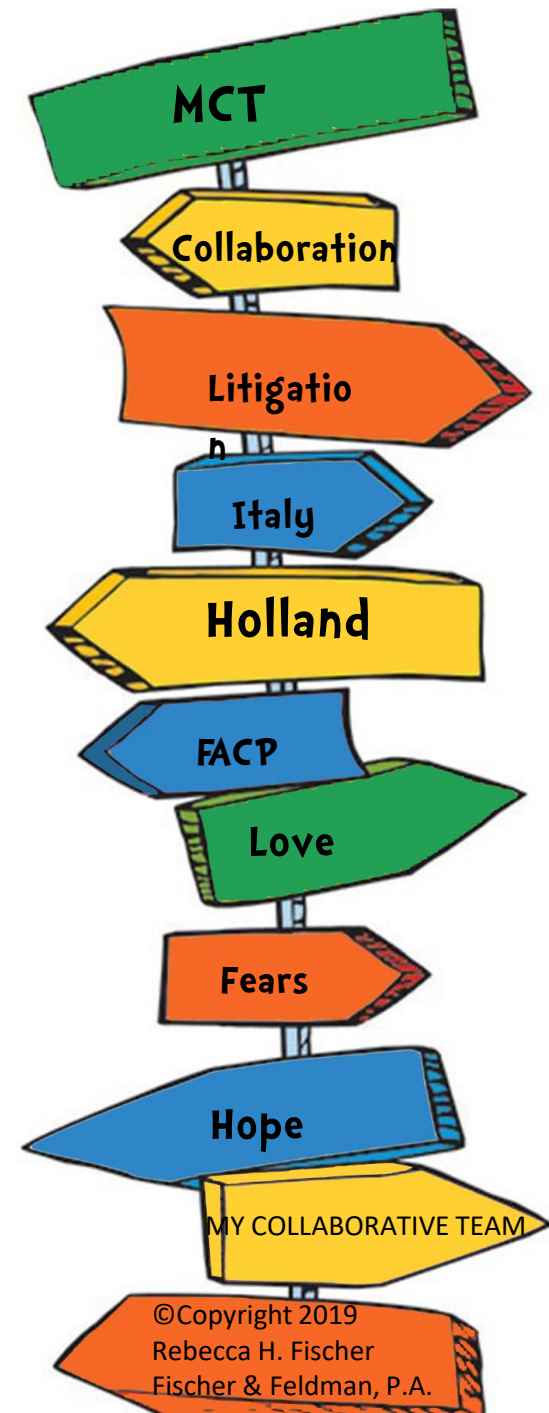 MCT
Collaboration
Litigatio
n
Italy
Holland
FACP
Love
Fears
Hope
MY COLLABORATIVE TEAM
©Copyright 2019
Rebecca H. Fischer
Fischer & Feldman, P.A.